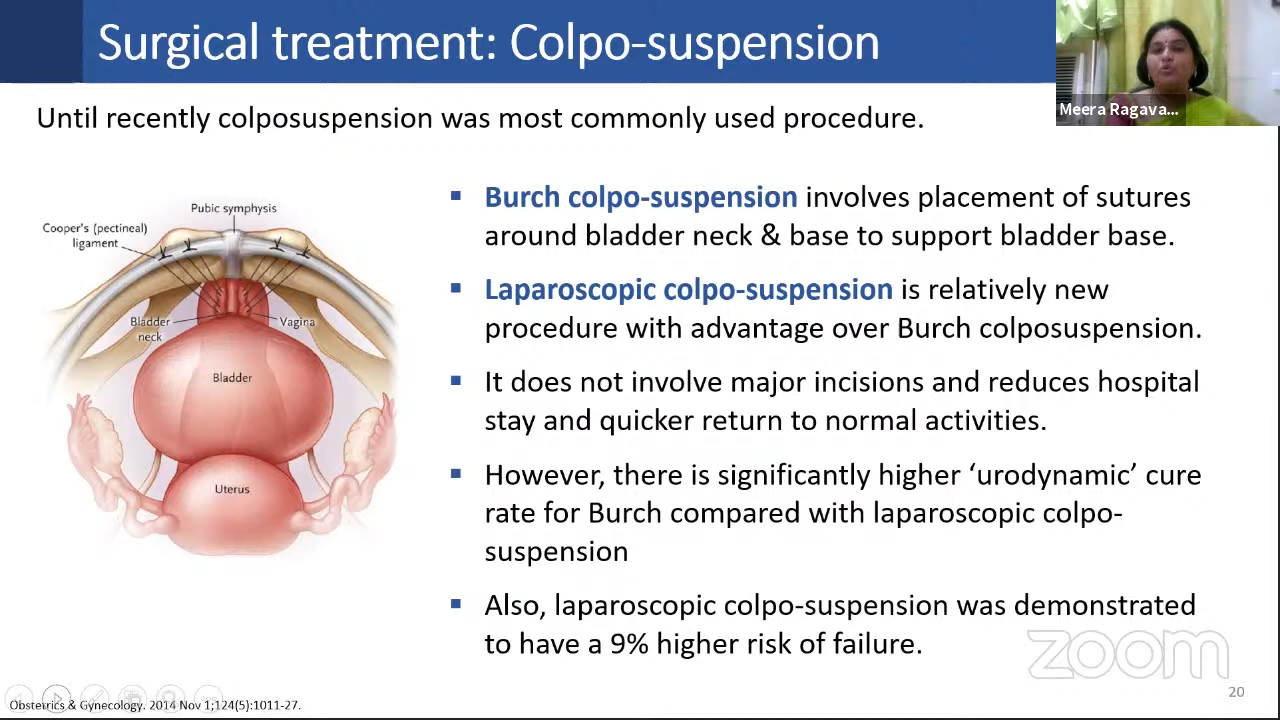 Surgical treatment: Colpo-suspension
Meera Ragava...
Until recently colposuspension was most commonly used procedure.
Pubic symphysis
Cooper's (pectineal)
ligament
Bladder
neck
Vagina
Bladder
Uterus
▪ Burch colpo-suspension involves placement of sutures
around bladder neck & base to support bladder base.
▪ Laparoscopic colpo-suspension is relatively new
procedure with advantage over Burch colposuspension.
▪ It does not involve major incisions and reduces hospital
stay and quicker return to normal activities.
▪ However, there is significantly higher ‘urodynamic’ cure
rate for Burch compared with laparoscopic colpo-
suspension
▪ Also, laparoscopic colpo-suspension was demonstrated
to have a 9% higher risk of failure.
zoom
20
Obstetrics & Gynecology. 2014 Nov 1;124(5):1011-27.